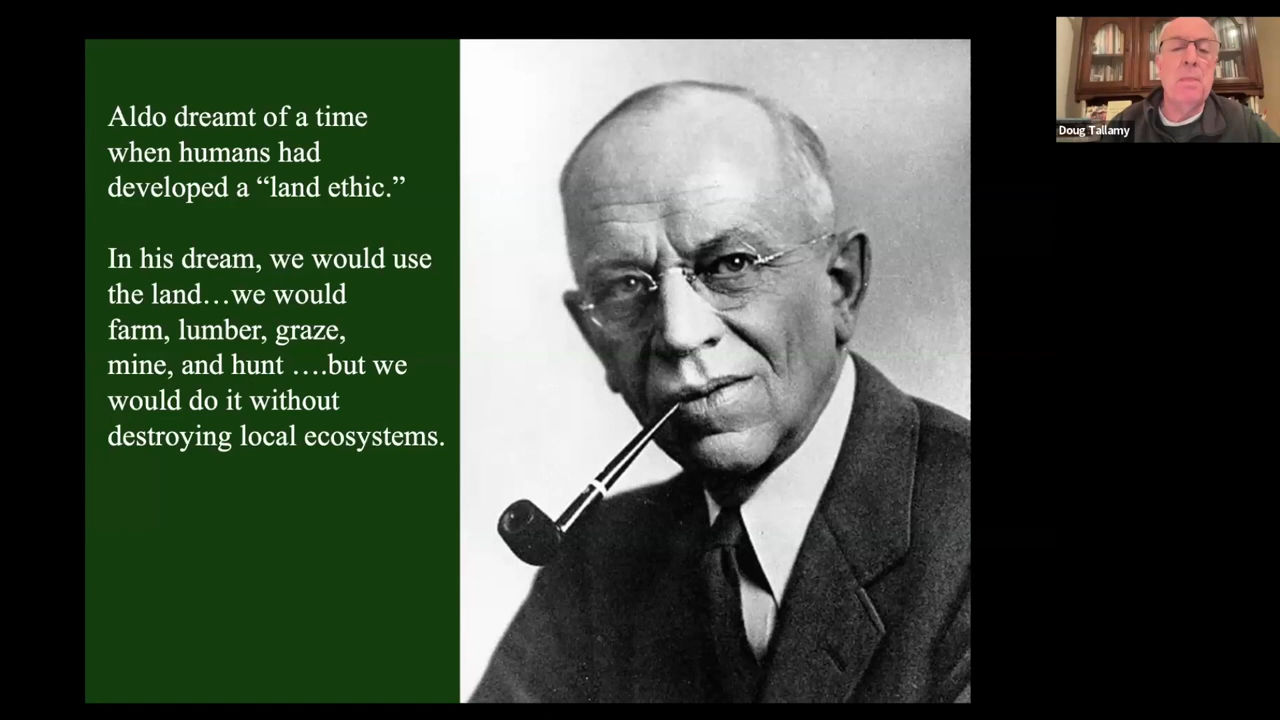 Aldo dreamt of a time
when humans had
developed a “land ethic.”
In his dream, we would use
the land…we would
farm, lumber, graze,
mine, and hunt ….but we
would do it without
destroying local ecosystems.
Doug Tallamy